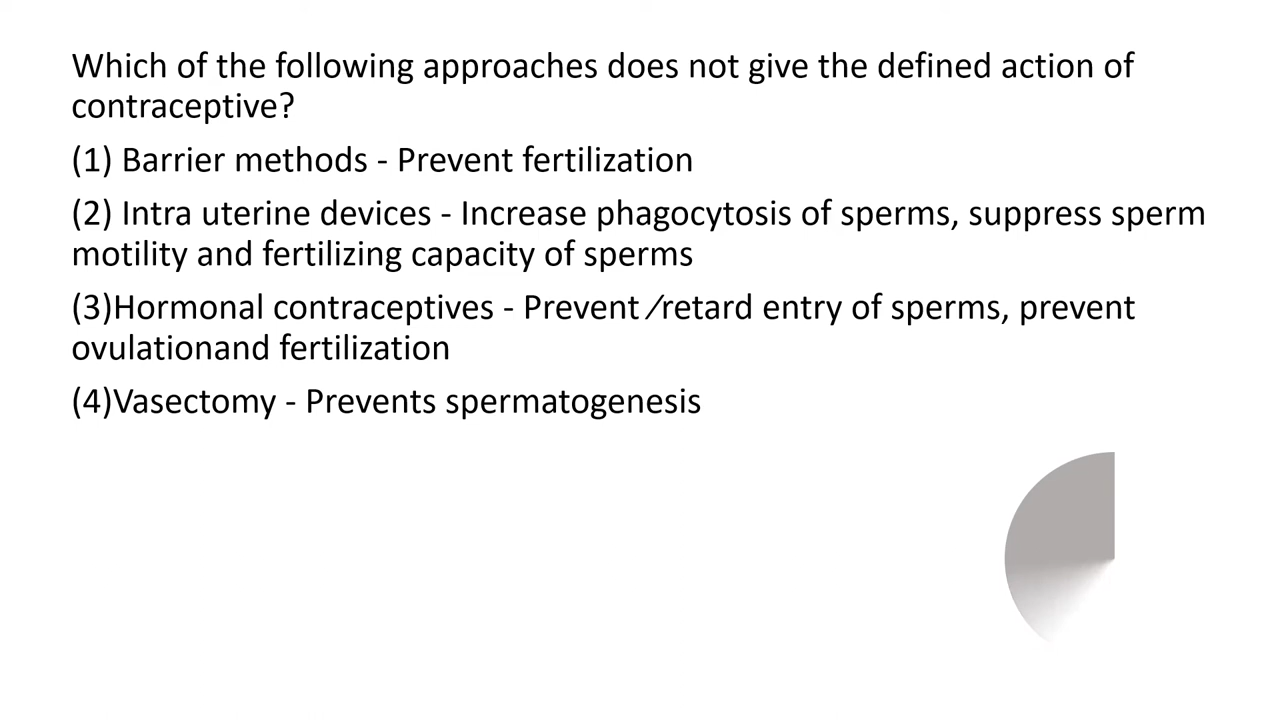 Which of the following approaches does not give the defined action of
contraceptive?
(1) Barrier methods - Prevent fertilization
(2) Intra uterine devices - Increase phagocytosis of sperms, suppress sperm
motility and fertilizing capacity of sperms
(3)Hormonal contraceptives - Prevent ∕retard entry of sperms, prevent
ovulationand fertilization
(4)Vasectomy - Prevents spermatogenesis